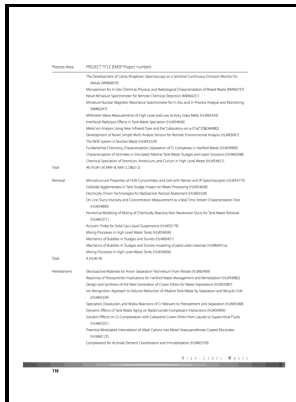 Process Area PROJECT TITLE (EMSP Project number)
The Development of Cavity Ringdown Spectroscopy as a Sensitive Continuous Emission Monitor for
Metals (MW60070)
Microsensors for In-Situ Chemical, Physical and Radiological Characterization of Mixed Waste (MW60197)
Novel Miniature Spectrometer for Remote Chemical Detection (MW60231)
Miniature Nuclear Magnetic Resonance Spectrometer for In-Situ and In-Process Analysis and Monitoring
(MW60247)
Millimeter-Wave Measurements of High Level and Low Activity Glass Melts
Interfacial Radiolysis Effects in Tank Waste Speciation
Metal Ion Analysis Using Near-Infrared Dyes and the "Laboratory-on-a-Chip"
Development of Novel, Simple Multi-Analyte Sensors for Remote Environmental Analysis
The NOX System in Nuclear Waste
Fundamental Chemistry, Characterization, Separation of Tc Complexes in Hanford Waste
Characterization of Actinides in Simulated Alkaline Tank Waste Sludges and Leach Solutions
Chemical Speciation of Strontium, Americium, and Curium in High Level Waste
Total
Retrieval Microstructural Properties of HLW Concentrates and Gels with Raman and IR Spectroscopies
Colloidal Agglomerates in Tank Sludge: Impact on Waste Processing
Electrically Driven Technologies for Radioactive Aerosol Abatement
On-Line Slurry Viscosity and Concentration Measurement as a Real-Time Stream Characterization Tool
Numerical Modeling of Mixing of Chemically Reacting, Non-Newtonian Slurry for Tank Waste Retrieval
Acoustic Probe for Solid-Gas-Liquid Suspensions
Mixing Processes in High-Level Waste Tanks
Mechanics of Bubbles in Sludges and Slurries
Mechanics of Bubbles in Sludges and Slurries modeling of particulate materials
Mixing Processes in High-Level Waste Tanks
Total
Pretreatment Electroactive Materials for Anion Separation-Technetium from Nitrate
Reactivity of Peroxynitrite: Implications for Hanford Waste Management and Remediation
Design and Synthesis of the Next Generation of Crown Ethers for Waste Separations
Ion Recognition Approach to Volume Reduction of Alkaline Tank Waste by Separation and Recycle
Speciation, Dissolution, and Redox Reactions of Cr Relevant to Pretreatment and Separation
Dynamic Effects of Tank Waste Aging on Radionuclide-Complexant Interactions
Solution Effects on Cs Complexation with Calixarene-Crown Ethers from Liquids to Supercritical Fluids
Potential-Modulated Intercalation of Alkali Cations Into Metal Hexacyanoferrate Coated Electrodes
Complexants for Actinide Element Coordination and Immobilization
High-Level Waste
118